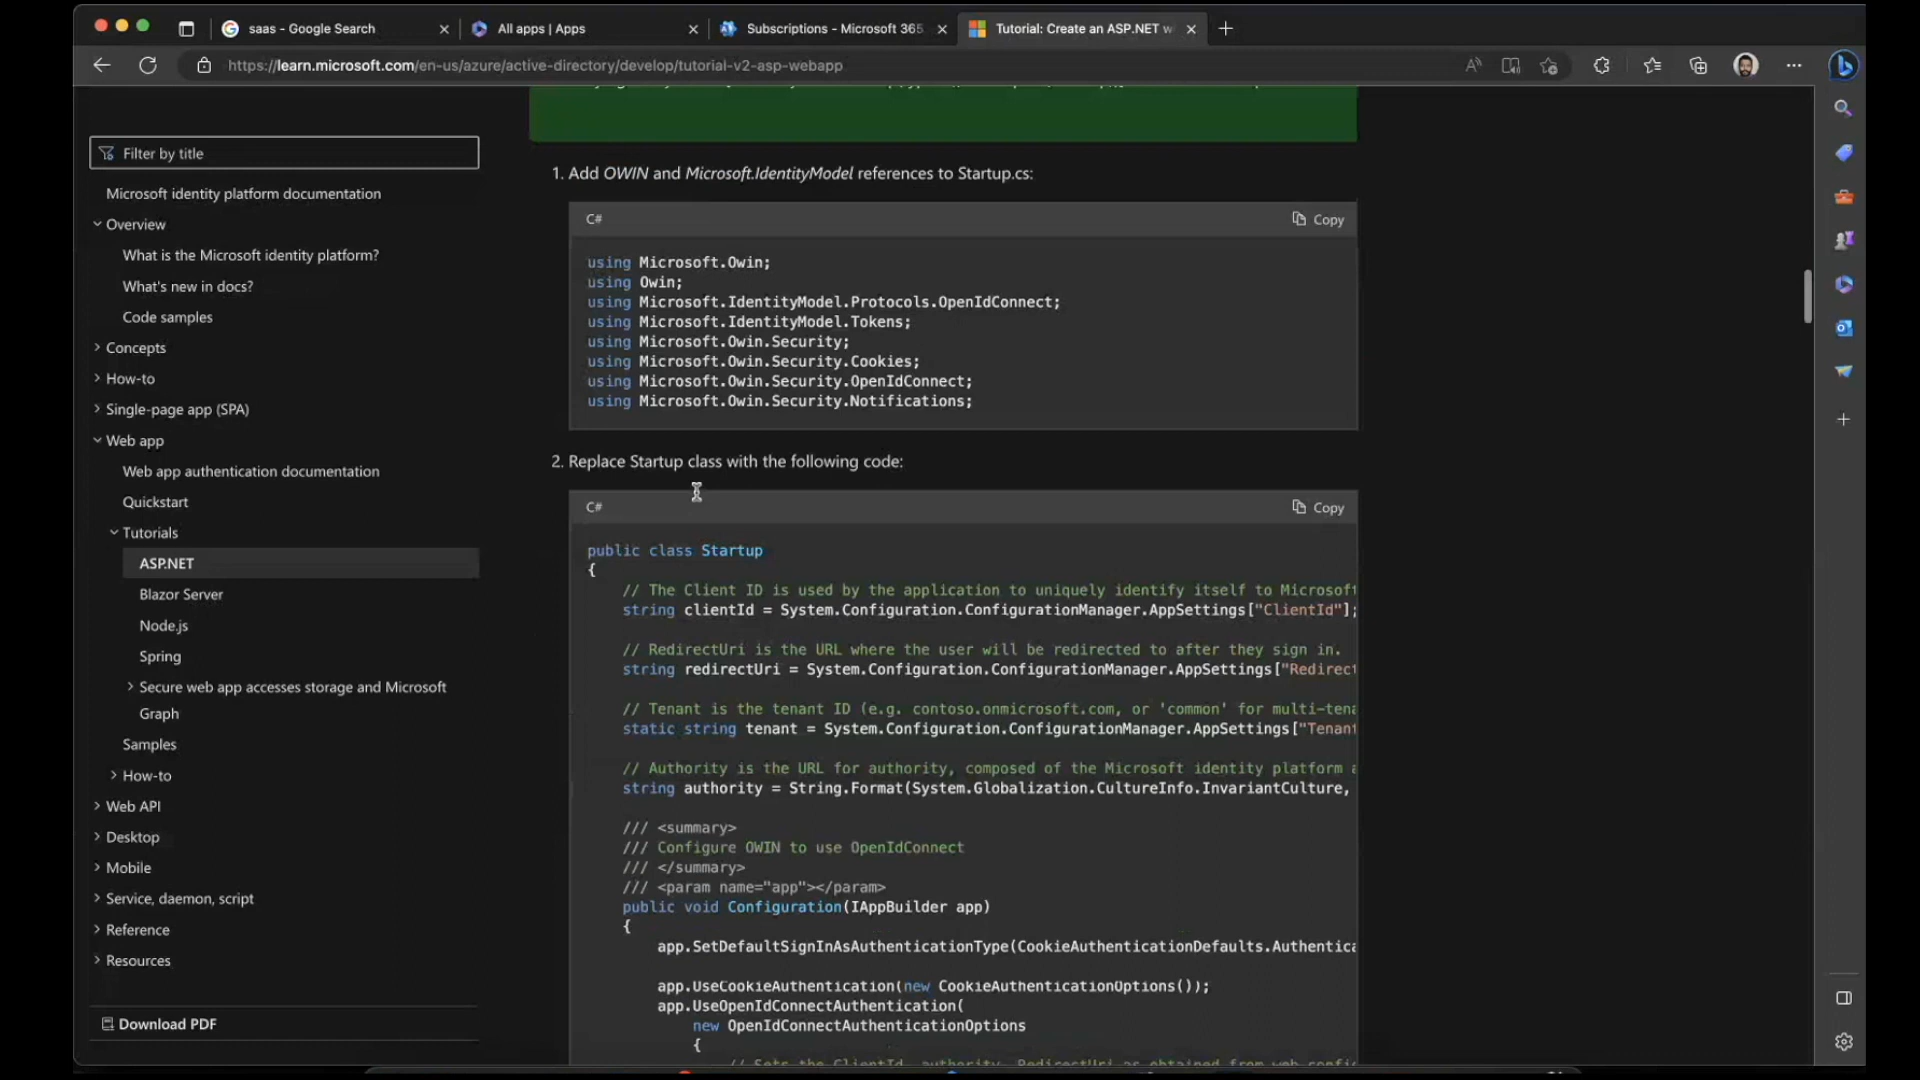 saas - Google Search
All apps | Apps
Subscriptions - Microsoft 365
Tutorial: Create an ASP.NET w
https://learn.microsoft.com/en-us/azure/active-directory/develop/tutorial-v2-asp-webapp
Filter by title
Microsoft identity platform documentation
Overview
What is the Microsoft identity platform?
What's new in docs?
Code samples
Concepts
How-to
Single-page app (SPA)
Web app
Web app authentication documentation
Quickstart
Tutorials
ASP.NET
Blazor Server
Node.js
Spring
Secure web app accesses storage and Microsoft
Graph
Samples
How-to
Web API
Desktop
Mobile
Service, daemon, script
Reference
Resources
Download PDF
1. Add OWIN and Microsoft.IdentityModel references to Startup.cs:
C#
Copy
using Microsoft.Owin;
using Owin;
using Microsoft.IdentityModel.Protocols.OpenIdConnect;
using Microsoft.IdentityModel.Tokens;
using Microsoft.Owin.Security;
using Microsoft.Owin.Security.Cookies;
using Microsoft.Owin.Security.OpenIdConnect;
using Microsoft.Owin.Security.Notifications;
2. Replace Startup class with the following code:
C#
Copy
public class Startup
{
// The Client ID is used by the application to uniquely identify itself to Microsoft
string clientId = System.Configuration.ConfigurationManager.AppSettings["ClientId"];
// RedirectUri is the URL where the user will be redirected to after they sign in.
string redirectUri = System.Configuration.ConfigurationManager.AppSettings["Redirect
// Tenant is the tenant ID (e.g. contoso.onmicrosoft.com, or 'common' for multi-tena
static string tenant = System.Configuration.ConfigurationManager.AppSettings["Tenant
// Authority is the URL for authority, composed of the Microsoft identity platform a
string authority = String.Format(System.Globalization.CultureInfo.InvariantCulture,
/// <summary>
/// Configure OWIN to use OpenIdConnect
/// </summary>
/// <param name="app"></param>
public void Configuration(IAppBuilder app)
{
app.SetDefaultSignInAsAuthenticationType(CookieAuthenticationDefaults.Authentica
app.UseCookieAuthentication(new CookieAuthenticationOptions());
app.UseOpenIdConnectAuthentication(
new OpenIdConnectAuthenticationOptions
{